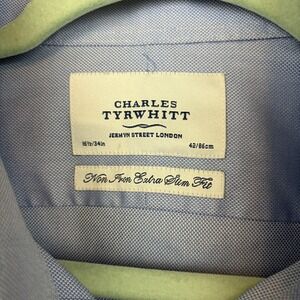 CHARLES
TYRWHITT
JERMYN STREET LONDON
16½/34in 42/86cm
Non Iron Extra Slim Fit